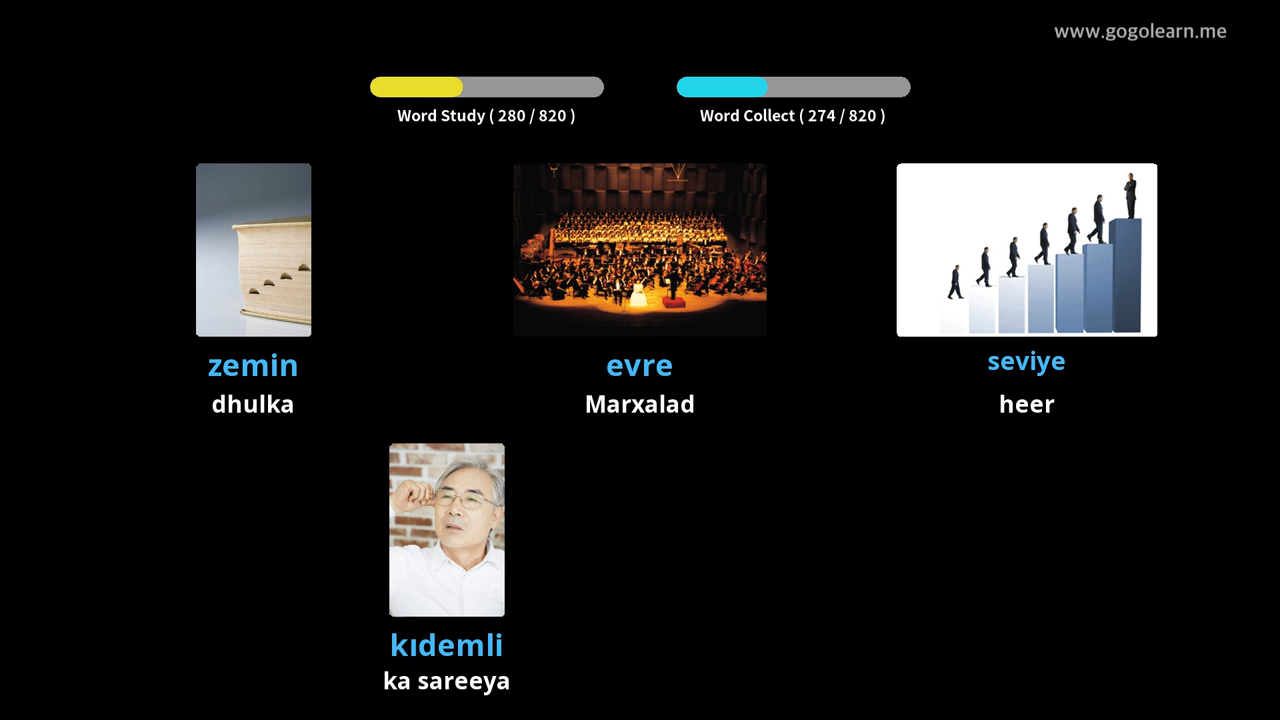 www.gogolearn.me
Word Study ( 280 / 820 )
Word Collect ( 274 / 820 )
zemin
dhulka
evre
Marxalad
seviye
heer
kıdemli
ka sareeya